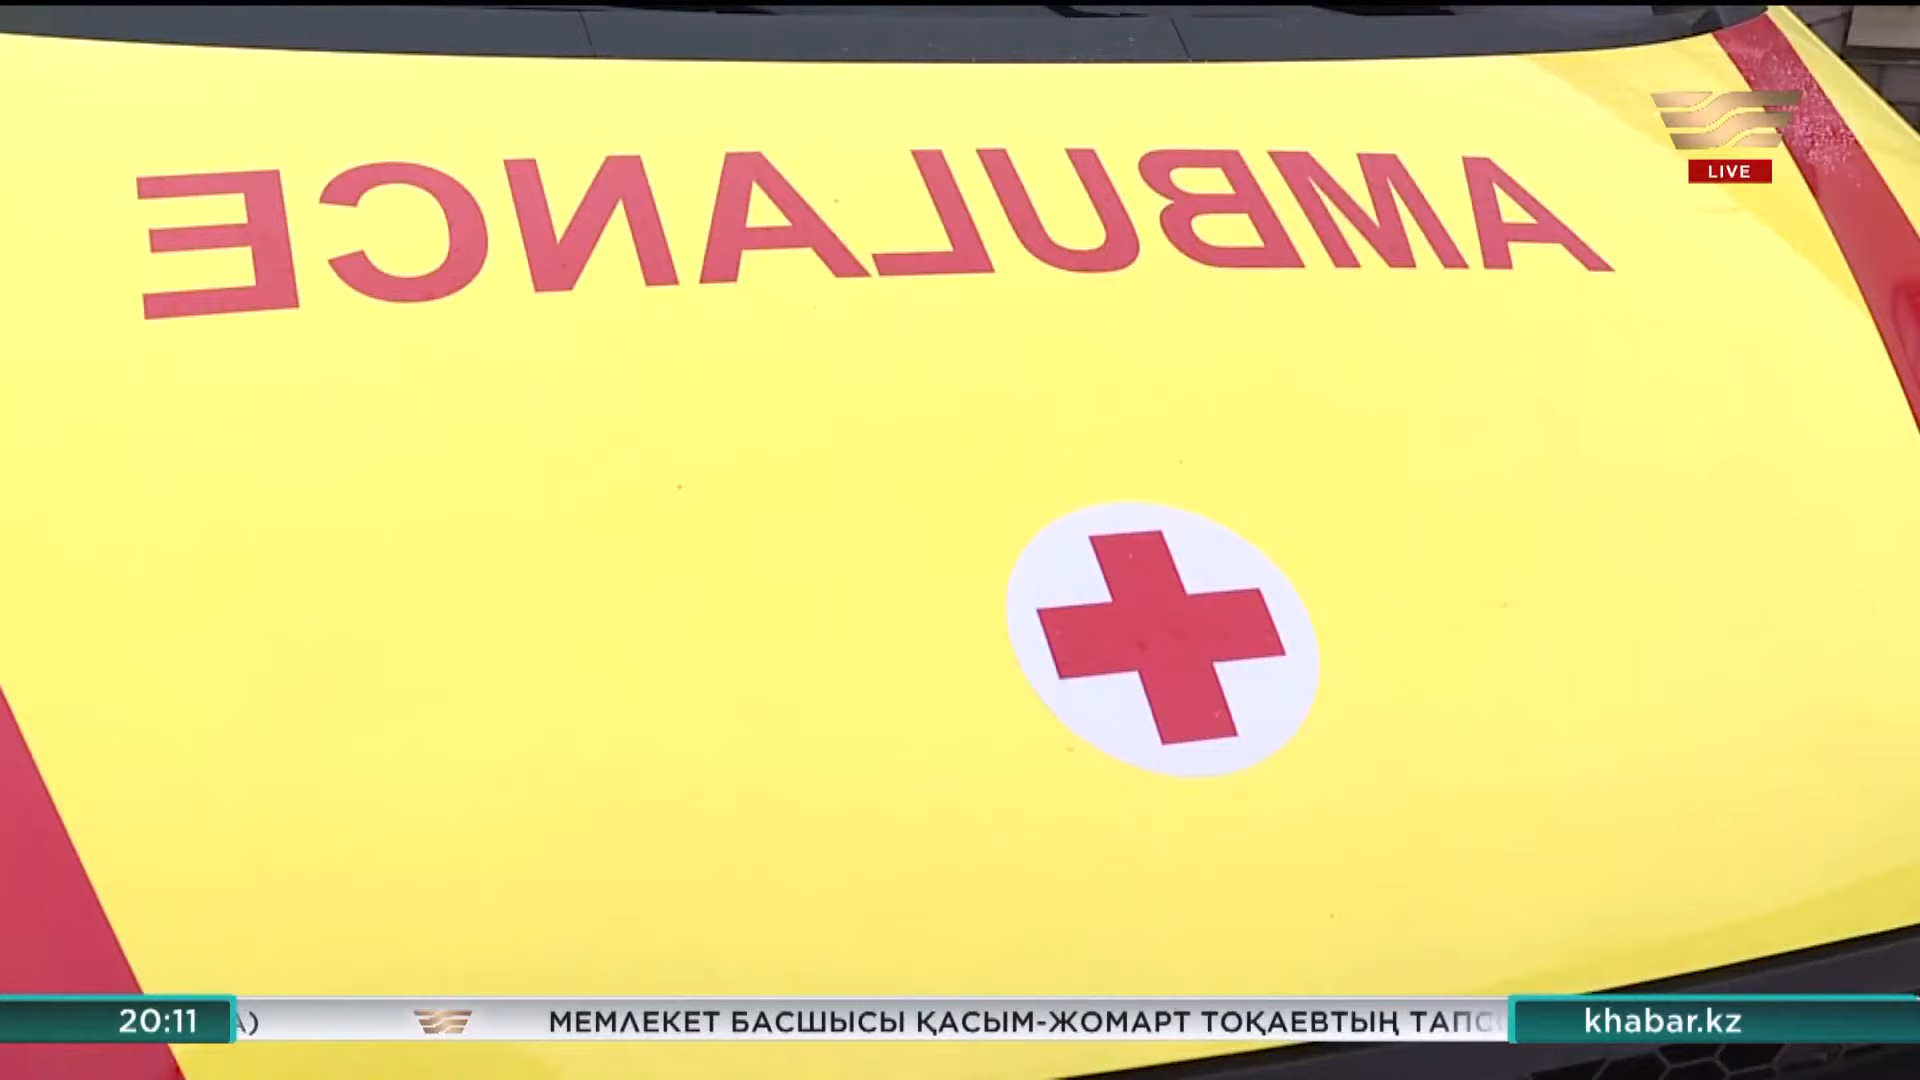 AMBULANCE
LIVE
20:11
МЕМЛЕКЕТ БАСШЫСЫ ҚАСЫМ-ЖОМАРТ ТОҚАЕВТЫҢ
khabar.kz